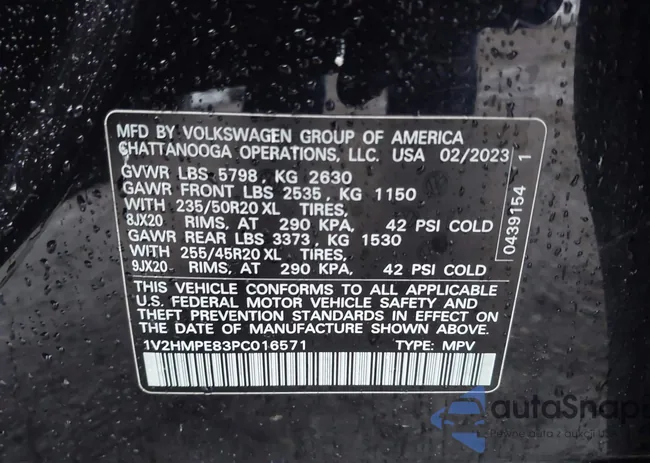 MFD BY VOLKSWAGEN GROUP OF AMERICA
CHATTANOOGA OPERATIONS, LLC. USA 02/2023
GVWR LBS 5798, KG 2630
GAWR FRONT LBS 2535, KG 1150
WITH 235/50R20 XL TIRES,
8JX20 RIMS, AT 290 KPA, 42 PSI COLD
GAWR REAR LBS 3373, KG 1530
WITH 255/45R20 XL TIRES,
9JX20 RIMS, AT 290 KPA, 42 PSI COLD
0439154 1
THIS VEHICLE CONFORMS TO ALL APPLICABLE
U.S. FEDERAL MOTOR VEHICLE SAFETY AND
THEFT PREVENTION STANDARDS IN EFFECT ON
THE DATE OF MANUFACTURE SHOWN ABOVE.
1V2HMPE83PC016571 TYPE: MPV
autoSnap
Pewne auta z aukcji